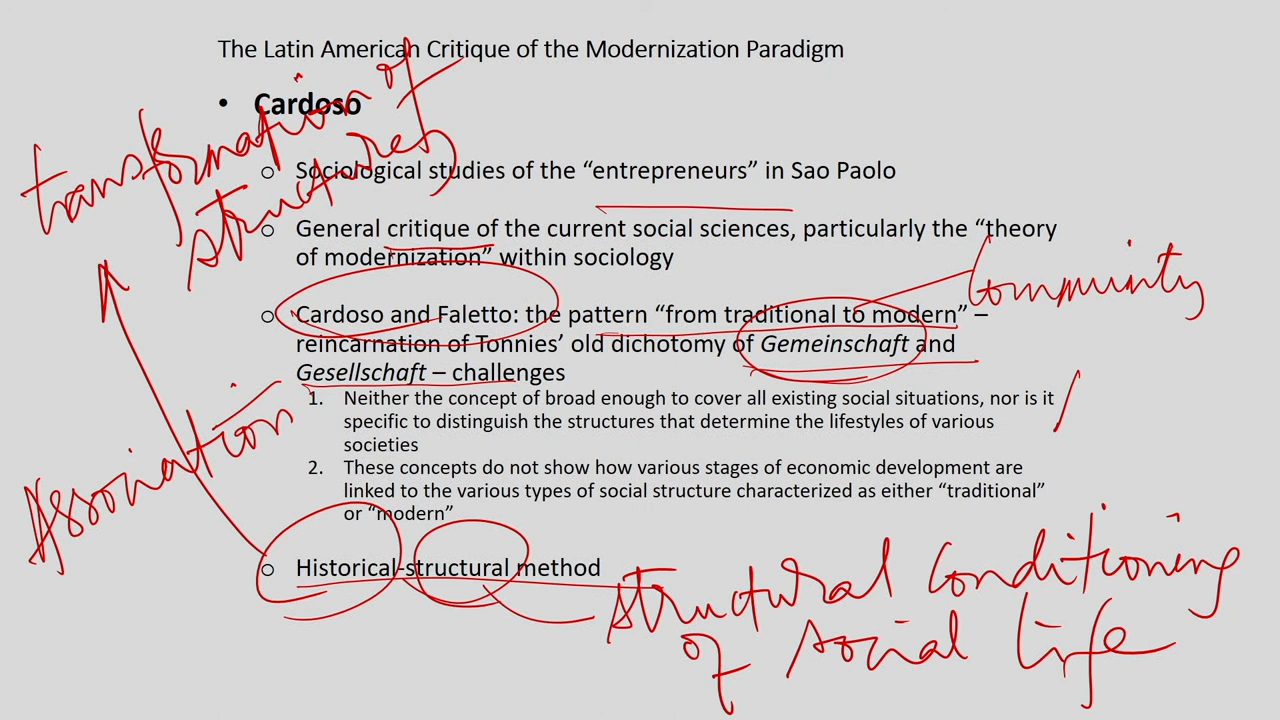 The Latin American Critique of the Modernization Paradigm
• Cardoso
transformation of
structures
o Sociological studies of the “entrepreneurs” in Sao Paolo
o General critique of the current social sciences, particularly the “theory
of modernization” within sociology
Community
o Cardoso and Faletto: the pattern “from traditional to modern” –
reincarnation of Tonnies’ old dichotomy of Gemeinschaft and
Gesellschaft – challenges
1. Neither the concept of broad enough to cover all existing social situations, nor is it
specific to distinguish the structures that determine the lifestyles of various
societies
Association
2. These concepts do not show how various stages of economic development are
linked to the various types of social structure characterized as either “traditional”
or “modern”
o Historical-structural method
structural conditioning
of social life